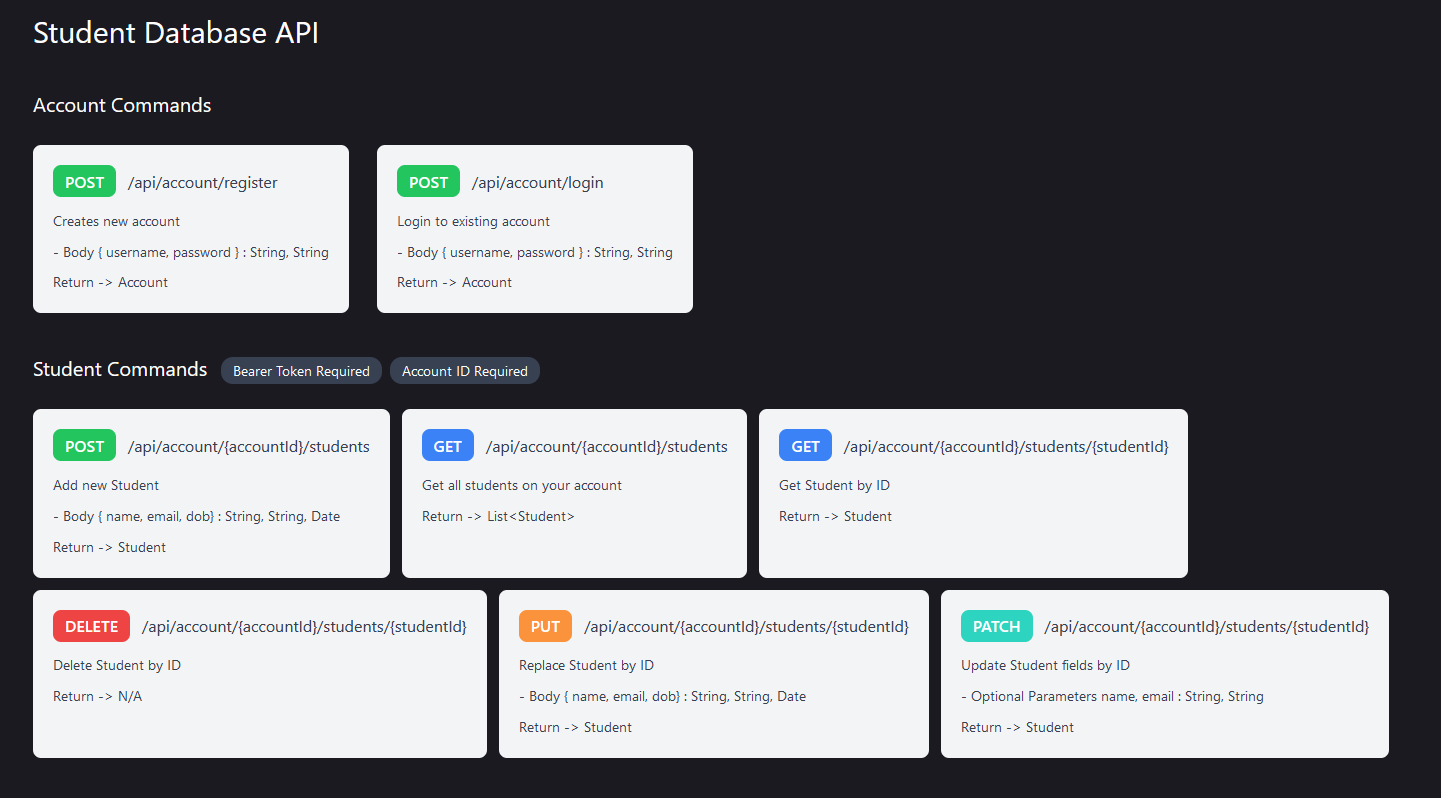 Student Database API
Account Commands
POST /api/account/register
Creates new account
- Body { username, password } : String, String
Return -> Account
POST /api/account/login
Login to existing account
- Body { username, password } : String, String
Return -> Account
Student Commands Bearer Token Required Account ID Required
POST /api/account/{accountId}/students
Add new Student
- Body { name, email, dob} : String, String, Date
Return -> Student
GET /api/account/{accountId}/students
Get all students on your account
Return -> List<Student>
GET /api/account/{accountId}/students/{studentId}
Get Student by ID
Return -> Student
DELETE /api/account/{accountId}/students/{studentId}
Delete Student by ID
Return -> N/A
PUT /api/account/{accountId}/students/{studentId}
Replace Student by ID
- Body { name, email, dob} : String, String, Date
Return -> Student
PATCH /api/account/{accountId}/students/{studentId}
Update Student fields by ID
- Optional Parameters name, email : String, String
Return -> Student